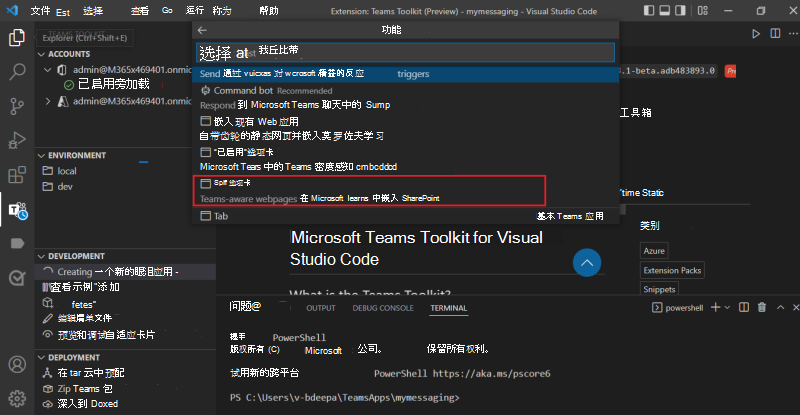 文件 Est 选择 查看 Go 运行 称为 帮助
Extension: Teams Toolkit (Preview) - mymessaging - Visual Studio Code
Explorer (Ctrl+Shift+E)
ACCOUNTS
admin@M365x469401.onmic
已启用旁加载
admin@M365x469401.onmic
ENVIRONMENT
local
dev
DEVELOPMENT
Creating 一个新的眼泪应用 -
查看示例"添加
fetes"
编辑清单文件
预览和调试自适应卡片
DEPLOYMENT
在 tar 云中预配
Zip Teams 包
深入到 Doxed
功能
选择 at 我丘比带
Send 通过 vuicxas 对 wcrosoft 积益的反应 triggers
Command bot Recommended
Respond 到 Microsoft Teams 聊天中的 Sump
嵌入现有 Web 应用
自带齿轮的静态网页并嵌入莫罗佐夫学习
"已启用"选项卡
Microsoft Tears 中的 Teams 密度感知 cmbcddcd
Spff 选项卡
Teams-aware webpages 在 Microsoft learns 中嵌入 SharePoint
Tab 基本 Teams 应用
3.1-beta.adb483893.0
工具箱
time Static
类别
Azure
Extension Packs
Snippets
Microsoft Teams Toolkit for Visual
Studio Code
What is the Teams Toolkit?
问题@ OUTPUT DEBUG CONSOLE TERMINAL
powershell
PowerShell
版权所有 (C) Microsoft 公司。 保留所有权利。
试用新的跨平台 PowerShell https://aka.ms/pscore6
PS C:\Users\v-bdeepa\TeamsApps\mymessaging>